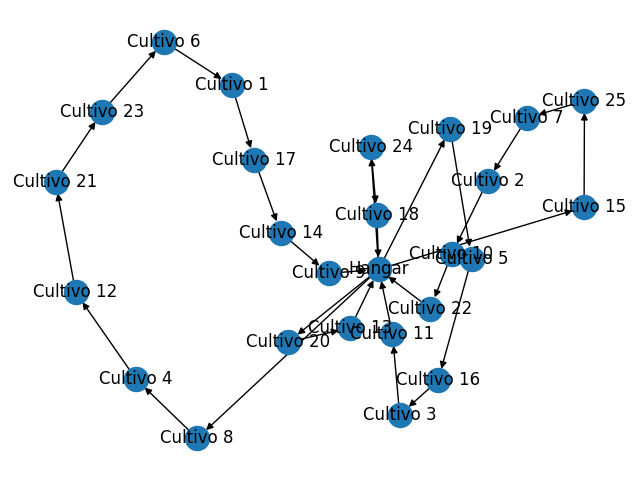 Cultivo 6
Cultivo 1
Cultivo 25
Cultivo 23
Cultivo 7
Cultivo 19
Cultivo 24
Cultivo 17
Cultivo 21
Cultivo 2
Cultivo 15
Cultivo 18
Cultivo 14
Cultivo 10
Cultivo 5
Cultivo 9
Hangar
Cultivo 12
Cultivo 22
Cultivo 13
Cultivo 11
Cultivo 20
Cultivo 4
Cultivo 16
Cultivo 3
Cultivo 8